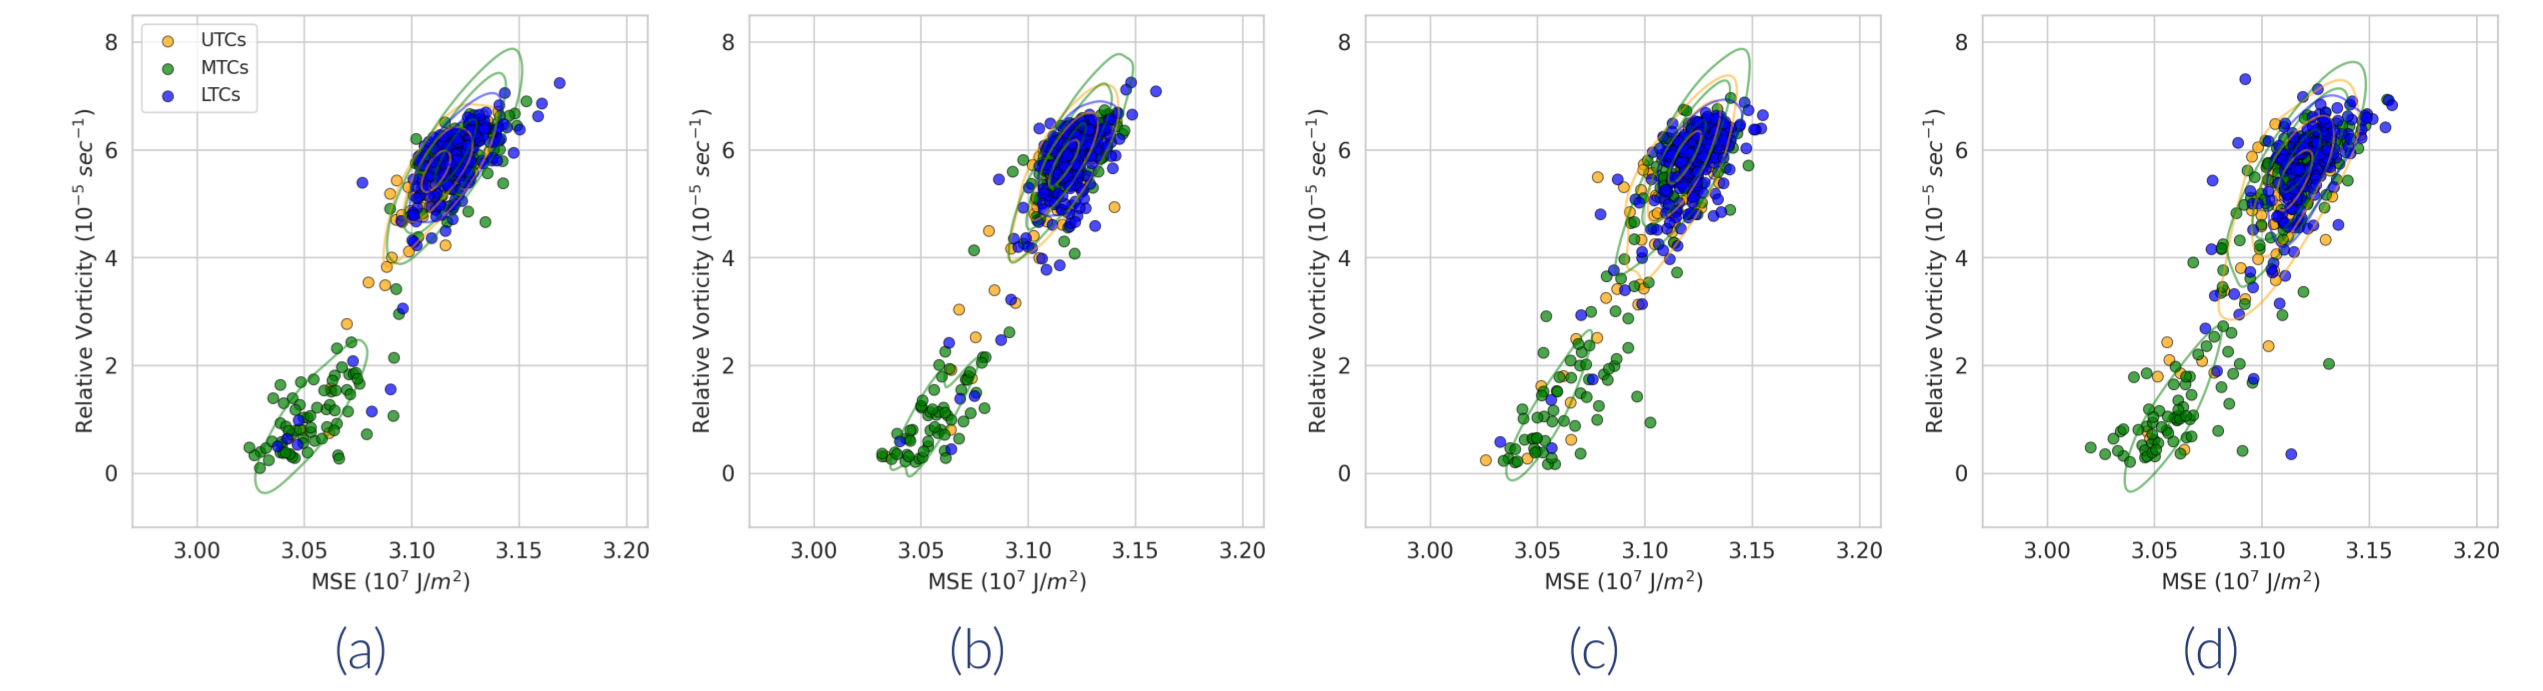 UTCs
MTCs
LTCs
8
6
4
2
0
Relative Vorticity (10⁻⁵ sec⁻¹)
3.00 3.05 3.10 3.15 3.20
MSE (10⁷ J/m²)
(a)
8
6
4
2
0
Relative Vorticity (10⁻⁵ sec⁻¹)
3.00 3.05 3.10 3.15 3.20
MSE (10⁷ J/m²)
(b)
8
6
4
2
0
Relative Vorticity (10⁻⁵ sec⁻¹)
3.00 3.05 3.10 3.15 3.20
MSE (10⁷ J/m²)
(c)
8
6
4
2
0
Relative Vorticity (10⁻⁵ sec⁻¹)
3.00 3.05 3.10 3.15 3.20
MSE (10⁷ J/m²)
(d)